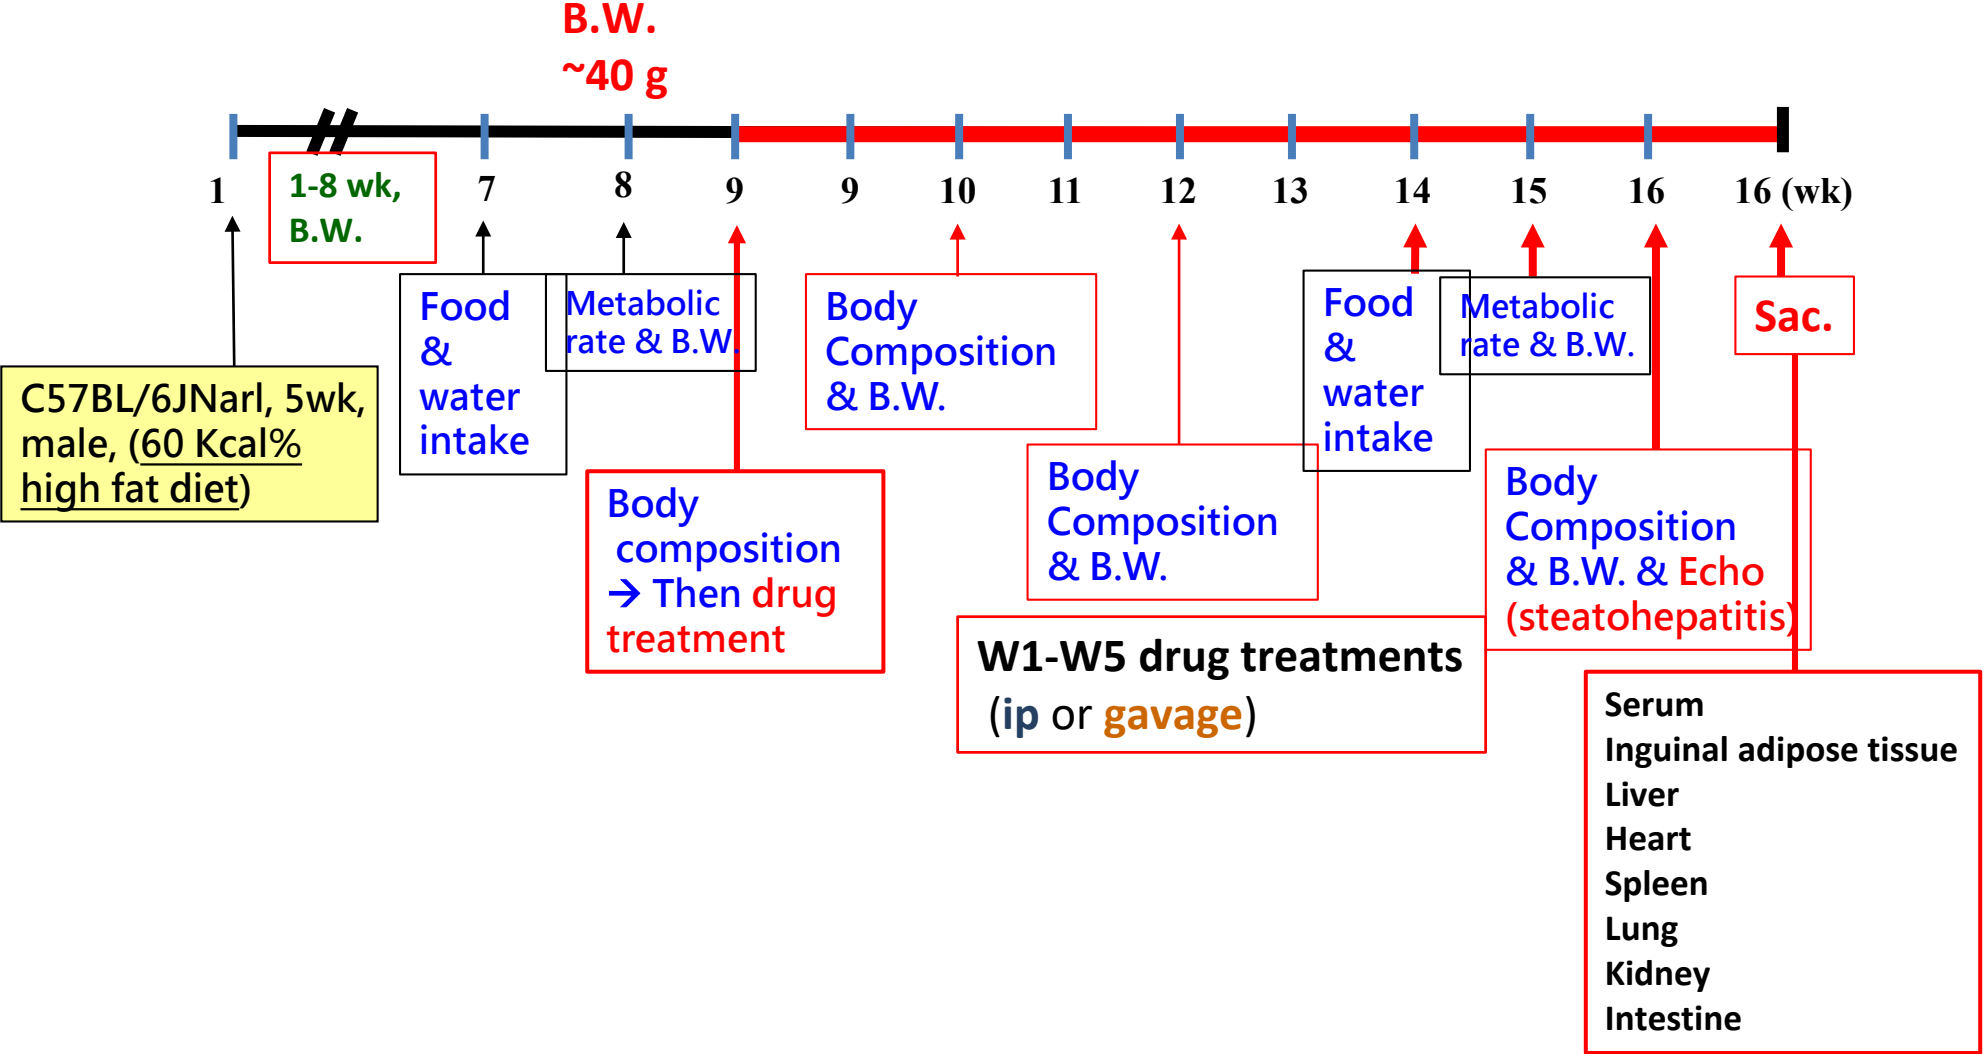 B.W.
~40 g
1-8 wk,
B.W.
1
7
8
9
9
10
11
12
13
14
15
16
16 (wk)
C57BL/6JNarl, 5wk,
male, (60 Kcal%
high fat diet)
Food
&
water
intake
Metabolic
rate & B.W.
Body
composition
→ Then drug
treatment
Body
Composition
& B.W.
Body
Composition
& B.W.
W1-W5 drug treatments
(ip or gavage)
Food
&
water
intake
Metabolic
rate & B.W.
Body
Composition
& B.W. & Echo
(steatohepatitis)
Sac.
Serum
Inguinal adipose tissue
Liver
Heart
Spleen
Lung
Kidney
Intestine